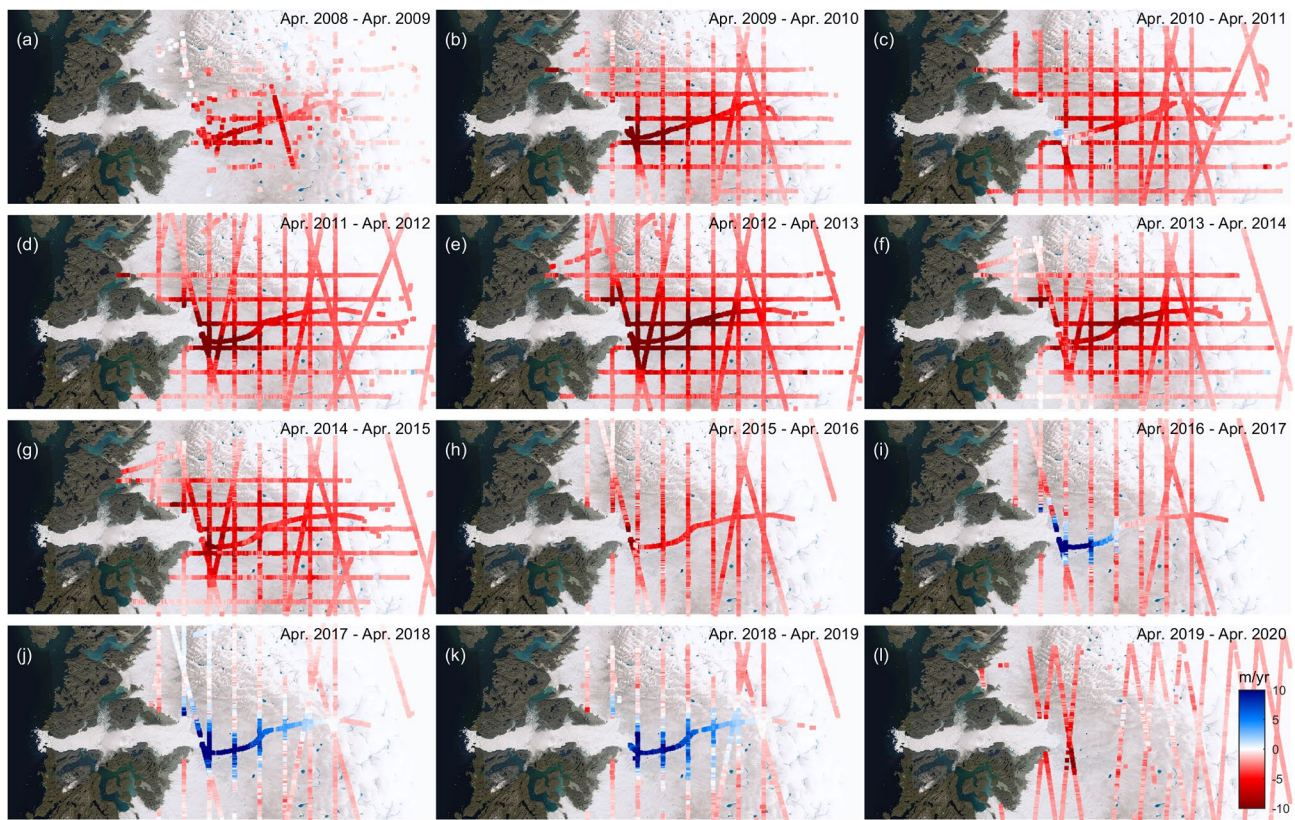 (a) Apr. 2008 - Apr. 2009
(b) Apr. 2009 - Apr. 2010
(c) Apr. 2010 - Apr. 2011
(d) Apr. 2011 - Apr. 2012
(e) Apr. 2012 - Apr. 2013
(f) Apr. 2013 - Apr. 2014
(g) Apr. 2014 - Apr. 2015
(h) Apr. 2015 - Apr. 2016
(i) Apr. 2016 - Apr. 2017
(j) Apr. 2017 - Apr. 2018
(k) Apr. 2018 - Apr. 2019
(l) Apr. 2019 - Apr. 2020
m/yr
10
5
0
-5
-10